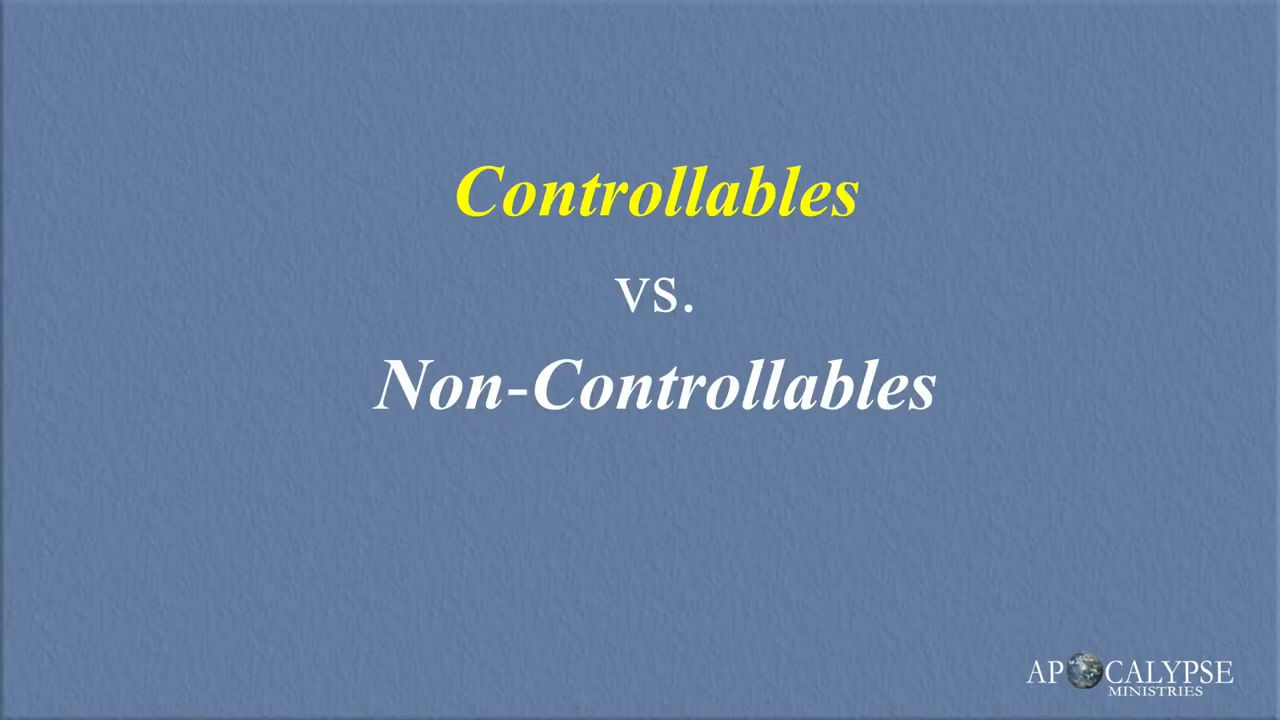 Controllables
vs.
Non-Controllables
APOCALYPSE
MINISTRIES